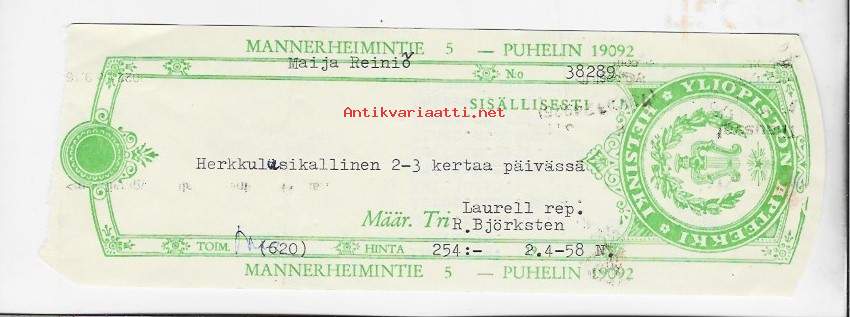 MANNERHEIMINTIE 5 — PUHELIN 19092
Maija Reiniö
N:o 38289
SISÄLLISESTI
Antikvariaatti.net
Herkkulusikallinen 2-3 kertaa päivässä
Laurell rep.
Määr. Tri R.Björksten
TOIM. (620) HINTA 254:- 2.4-58 N.
MANNERHEIMINTIE 5 — PUHELIN 19092
YLIOPISTON APTEEKKI
HELSINKI